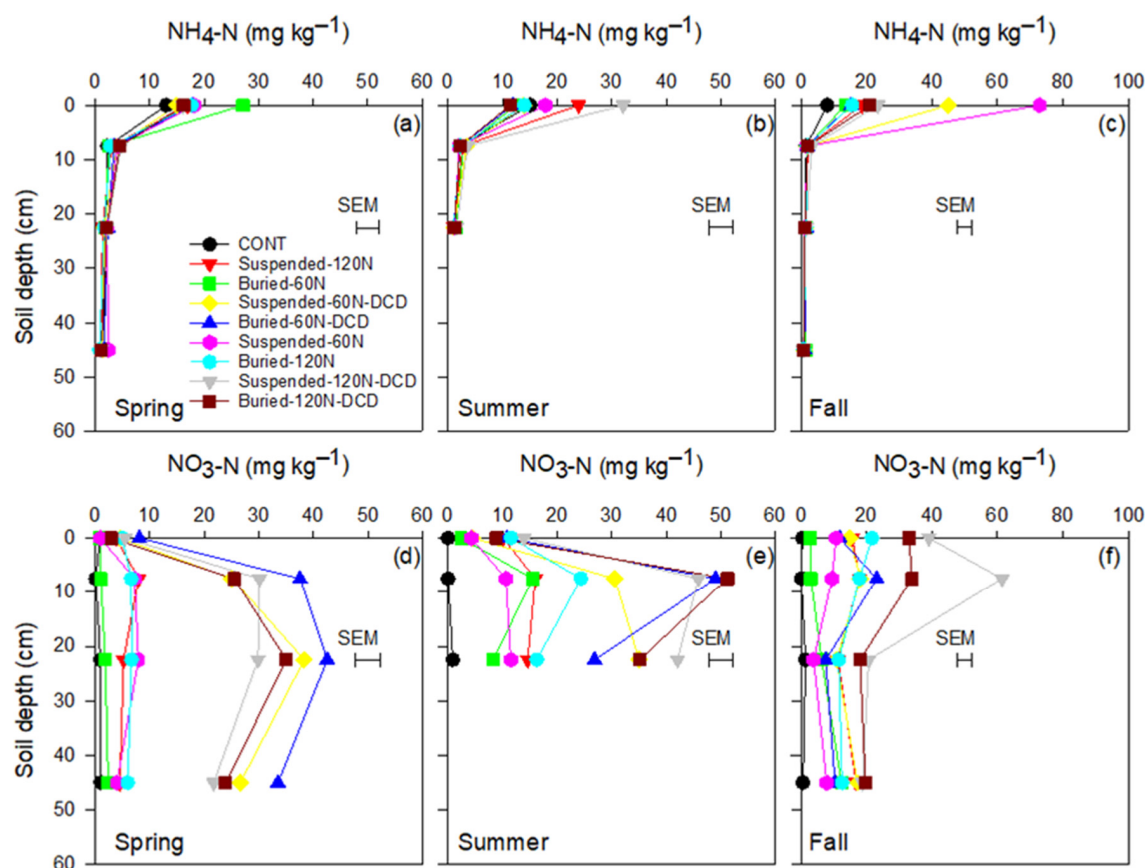 NH4-N (mg kg–1) NH4-N (mg kg–1) NH4-N (mg kg–1)
0 10 20 30 40 50 60 0 10 20 30 40 50 60 0 20 40 60 80 100
0
10
20
30
40
50
60
Soil depth (cm)
(a) (b) (c)
SEM SEM SEM
CONT
Suspended-120N
Buried-60N
Suspended-60N-DCD
Buried-60N-DCD
Suspended-60N
Buried-120N
Suspended-120N-DCD
Buried-120N-DCD
Spring Summer Fall
NO3-N (mg kg–1) NO3-N (mg kg–1) NO3-N (mg kg–1)
0 10 20 30 40 50 60 0 10 20 30 40 50 60 0 20 40 60 80 100
0
10
20
30
40
50
60
Soil depth (cm)
(d) (e) (f)
SEM SEM SEM
Spring Summer Fall